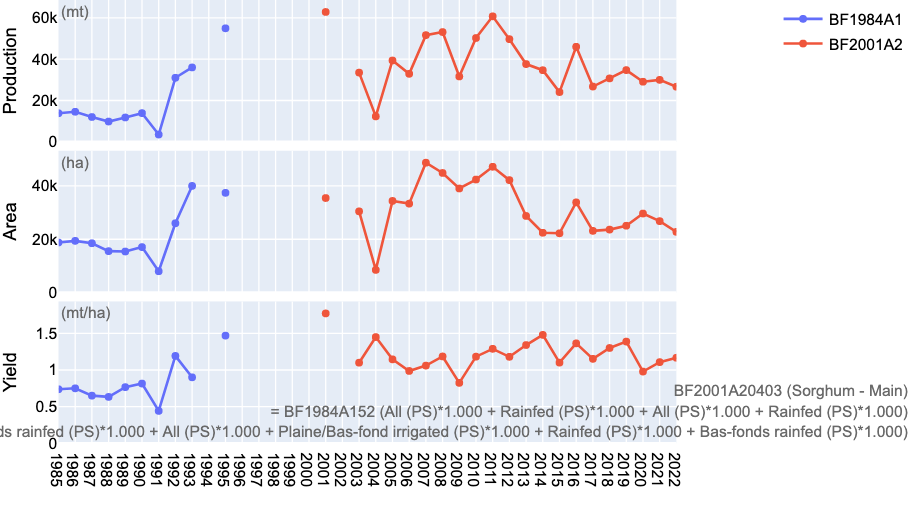 (mt)
BF1984A1
BF2001A2
Production
60k
40k
20k
0
(ha)
Area
40k
20k
0
(mt/ha)
Yield
1.5
1
0.5
0
BF2001A20403 (Sorghum - Main)
= BF1984A152 (All (PS)*1.000 + Rainfed (PS)*1.000 + All (PS)*1.000 + Rainfed (PS)*1.000)
ds rainfed (PS)*1.000 + All (PS)*1.000 + Plaine/Bas-fond irrigated (PS)*1.000 + Rainfed (PS)*1.000 + Bas-fonds rainfed (PS)*1.000)
1985 1986 1987 1988 1989 1990 1991 1992 1993 1994 1995 1997 1998 1999 2000 2001 2002 2003 2004 2005 2006 2007 2008 2009 2010 2011 2012 2013 2014 2015 2016 2017 2018 2019 2020 2021 2022